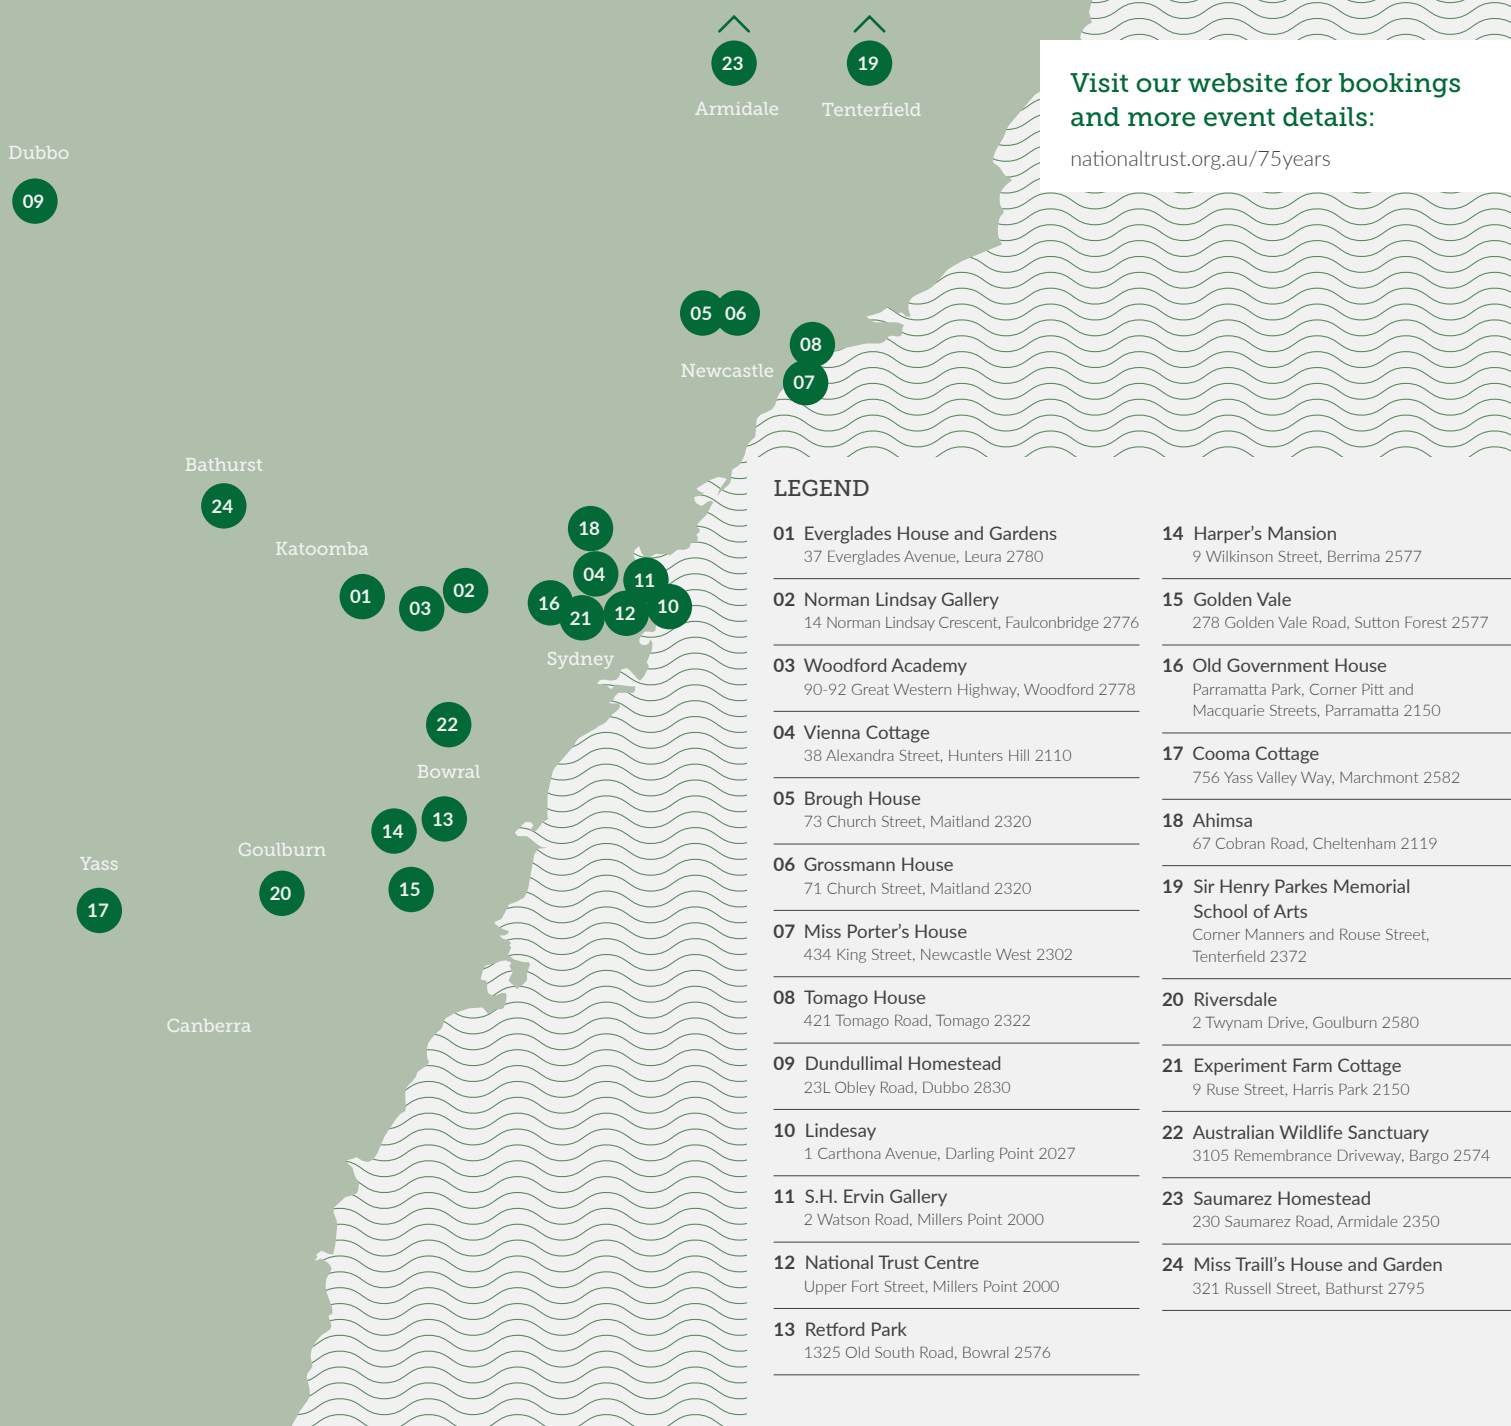 23
19
Armidale
Tenterfield
Visit our website for bookings
and more event details:
nationaltrust.org.au/75years
Dubbo
09
05
06
08
Newcastle
07
Bathurst
24
Katoomba
18
01
03
02
04
11
16
21
12
10
Sydney
22
Bowral
14
13
Goulburn
Yass
20
15
17
Canberra
LEGEND
01 Everglades House and Gardens
37 Everglades Avenue, Leura 2780
02 Norman Lindsay Gallery
14 Norman Lindsay Crescent, Faulconbridge 2776
03 Woodford Academy
90-92 Great Western Highway, Woodford 2778
04 Vienna Cottage
38 Alexandra Street, Hunters Hill 2110
05 Brough House
73 Church Street, Maitland 2320
06 Grossmann House
71 Church Street, Maitland 2320
07 Miss Porter's House
434 King Street, Newcastle West 2302
08 Tomago House
421 Tomago Road, Tomago 2322
09 Dundullimal Homestead
23L Obley Road, Dubbo 2830
10 Lindesay
1 Carthona Avenue, Darling Point 2027
11 S.H. Ervin Gallery
2 Watson Road, Millers Point 2000
12 National Trust Centre
Upper Fort Street, Millers Point 2000
13 Retford Park
1325 Old South Road, Bowral 2576
14 Harper's Mansion
9 Wilkinson Street, Berrima 2577
15 Golden Vale
278 Golden Vale Road, Sutton Forest 2577
16 Old Government House
Parramatta Park, Corner Pitt and
Macquarie Streets, Parramatta 2150
17 Cooma Cottage
756 Yass Valley Way, Marchmont 2582
18 Ahimsa
67 Cobran Road, Cheltenham 2119
19 Sir Henry Parkes Memorial
School of Arts
Corner Manners and Rouse Street,
Tenterfield 2372
20 Riversdale
2 Twynam Drive, Goulburn 2580
21 Experiment Farm Cottage
9 Ruse Street, Harris Park 2150
22 Australian Wildlife Sanctuary
3105 Remembrance Driveway, Bargo 2574
23 Saumarez Homestead
230 Saumarez Road, Armidale 2350
24 Miss Traill's House and Garden
321 Russell Street, Bathurst 2795